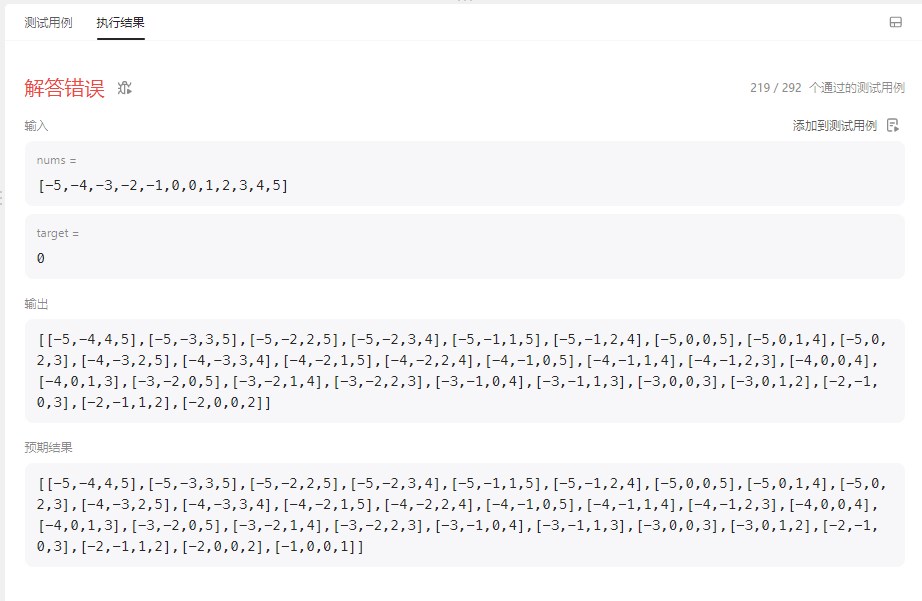 测试用例 执行结果
解答错误
219 / 292 个通过的测试用例
输入
添加到测试用例
nums =
[-5,-4,-3,-2,-1,0,0,1,2,3,4,5]
target =
0
输出
[[-5,-4,4,5],[-5,-3,3,5],[-5,-2,2,5],[-5,-2,3,4],[-5,-1,1,5],[-5,-1,2,4],[-5,0,0,5],[-5,0,1,4],[-5,0,
2,3],[-4,-3,2,5],[-4,-3,3,4],[-4,-2,1,5],[-4,-2,2,4],[-4,-1,0,5],[-4,-1,1,4],[-4,-1,2,3],[-4,0,0,4],
[-4,0,1,3],[-3,-2,0,5],[-3,-2,1,4],[-3,-2,2,3],[-3,-1,0,4],[-3,-1,1,3],[-3,0,0,3],[-3,0,1,2],[-2,-1,
0,3],[-2,-1,1,2],[-2,0,0,2]]
预期结果
[[-5,-4,4,5],[-5,-3,3,5],[-5,-2,2,5],[-5,-2,3,4],[-5,-1,1,5],[-5,-1,2,4],[-5,0,0,5],[-5,0,1,4],[-5,0,
2,3],[-4,-3,2,5],[-4,-3,3,4],[-4,-2,1,5],[-4,-2,2,4],[-4,-1,0,5],[-4,-1,1,4],[-4,-1,2,3],[-4,0,0,4],
[-4,0,1,3],[-3,-2,0,5],[-3,-2,1,4],[-3,-2,2,3],[-3,-1,0,4],[-3,-1,1,3],[-3,0,0,3],[-3,0,1,2],[-2,-1,
0,3],[-2,-1,1,2],[-2,0,0,2],[-1,0,0,1]]